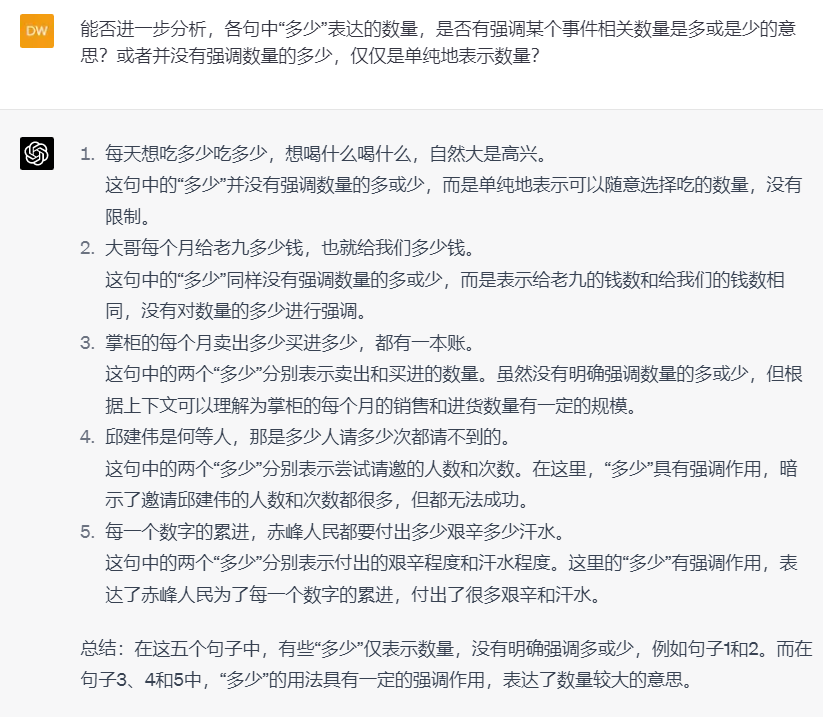 DW
能否进一步分析，各句中“多少”表达的数量，是否有强调某个事件相关数量是多或是少的意
思？或者并没有强调数量的多少，仅仅是单纯地表示数量？
1. 每天想吃多少吃多少，想喝什么喝什么，自然大是高兴。
这句中的“多少”并没有强调数量的多或少，而是单纯地表示可以随意选择吃的数量，没有
限制。
2. 大哥每个月给老九多少钱，也就给我们多少钱。
这句中的“多少”同样没有强调数量的多或少，而是表示给老九的钱数和给我们的钱数相
同，没有对数量的多少进行强调。
3. 掌柜的每个月卖出多少买进多少，都有一本账。
这句中的两个“多少”分别表示卖出和买进的数量。虽然没有明确强调数量的多或少，但根
据上下文可以理解为掌柜的每个月的销售和进货数量有一定的规模。
4. 邱建伟是何等人，那是多少人请多少次都请不到的。
这句中的两个“多少”分别表示尝试请邀的人数和次数。在这里，“多少”具有强调作用，暗
示了邀请邱建伟的人数和次数都很多，但都无法成功。
5. 每一个数字的累进，赤峰人民都要付出多少艰辛多少汗水。
这句中的两个“多少”分别表示付出的艰辛程度和汗水程度。这里的“多少”有强调作用，表
达了赤峰人民为了每一个数字的累进，付出了很多艰辛和汗水。
总结：在这五个句子中，有些“多少”仅表示数量，没有明确强调多或少，例如句子1和2。而在
句子3、4和5中，“多少”的用法具有一定的强调作用，表达了数量较大的意思。